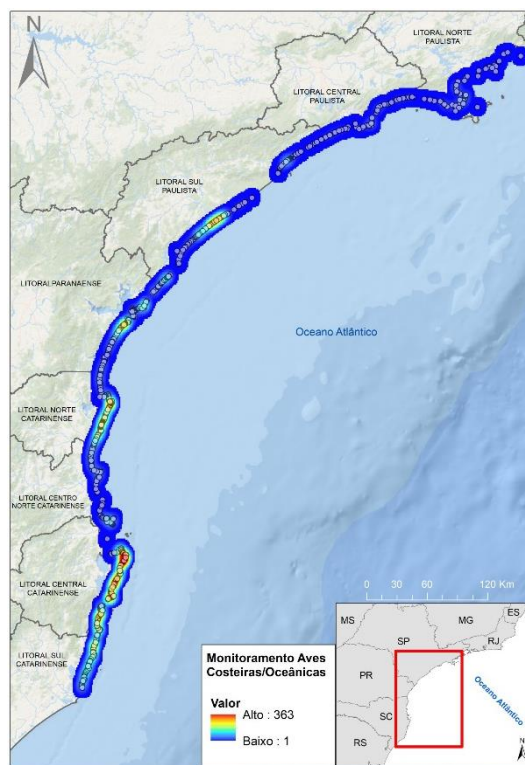 N
LITORAL NORTE
PAULISTA
LITORAL CENTRAL
PAULISTA
LITORAL SUL
PAULISTA
LITORAL PARANAENSE
Oceano Atlântico
LITORAL NORTE
CATARINENSE
LITORAL CENTRO
NORTE CATARINENSE
LITORAL CENTRAL
CATARINENSE
LITORAL SUL
CATARINENSE
0 30 60 120 Km
Monitoramento Aves
Costeiras/Oceânicas
Valor
Alto : 363
Baixo : 1
MS
MG
ES
SP
RJ
PR
SC
RS
Oceano Atlântico
N